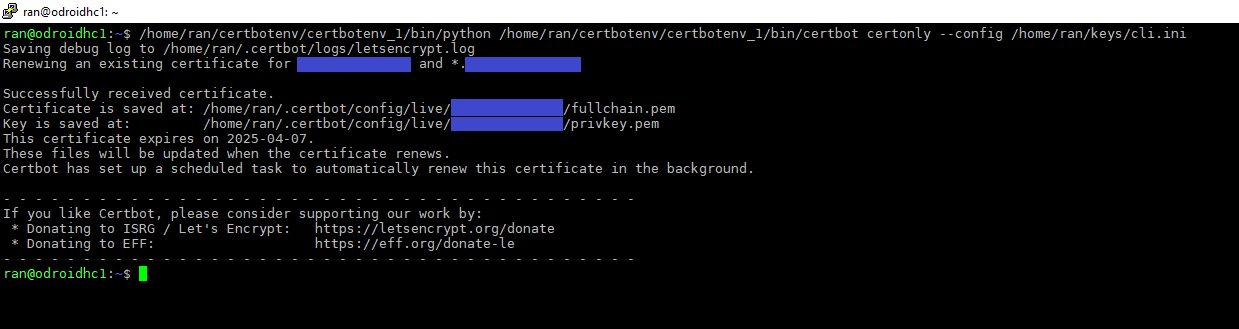 ran@odroidhc1: ~
ran@odroidhc1:~$ /home/ran/certbotenv/certbotenv_1/bin/python /home/ran/certbotenv/certbotenv_1/bin/certbot certonly --config /home/ran/keys/cli.ini
Saving debug log to /home/ran/.certbot/logs/letsencrypt.log
Renewing an existing certificate for and *.
Successfully received certificate.
Certificate is saved at: /home/ran/.certbot/config/live/ /fullchain.pem
Key is saved at: /home/ran/.certbot/config/live/ /privkey.pem
This certificate expires on 2025-04-07.
These files will be updated when the certificate renews.
Certbot has set up a scheduled task to automatically renew this certificate in the background.
- - - - - - - - - - - - - - - - - - - - - - - - - - - - - - - - - - - - - - - -
If you like Certbot, please consider supporting our work by:
* Donating to ISRG / Let's Encrypt: https://letsencrypt.org/donate
* Donating to EFF: https://eff.org/donate-le
- - - - - - - - - - - - - - - - - - - - - - - - - - - - - - - - - - - - - - - -
ran@odroidhc1:~$